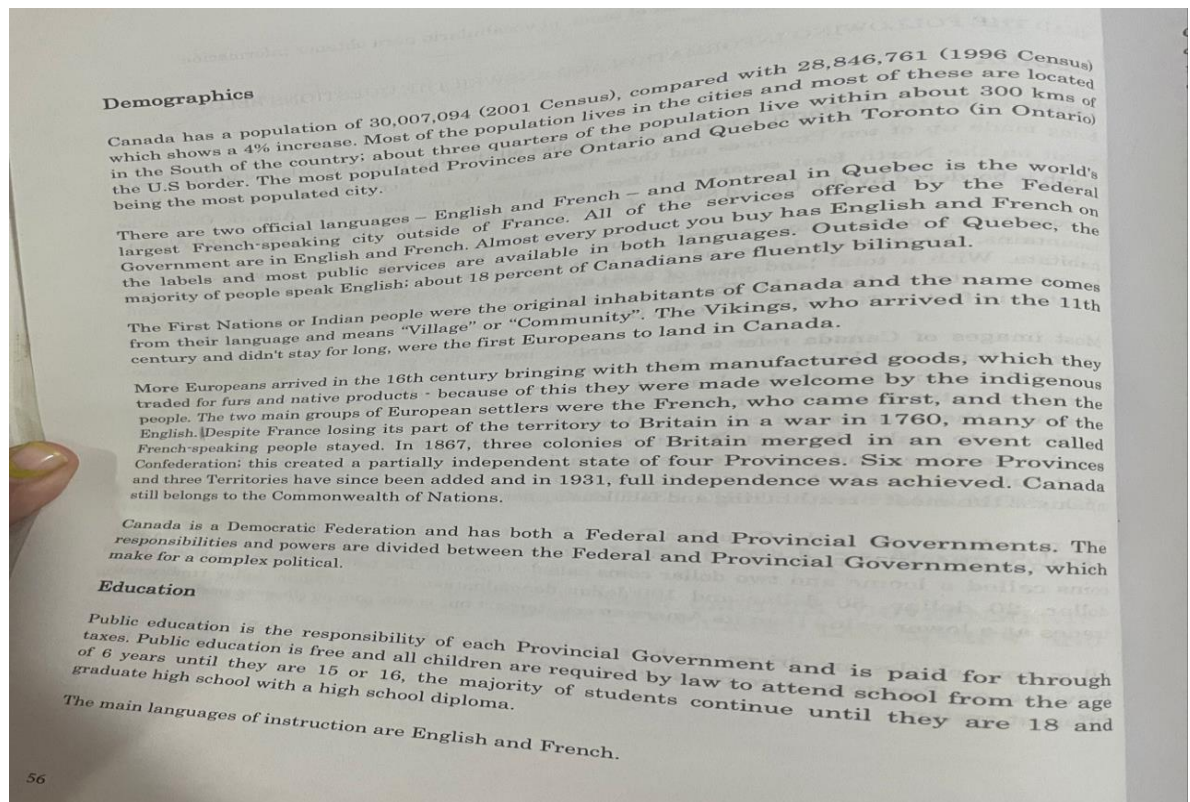 Demographics
Canada has a population of 30,007,094 (2001 Census), compared with 28,846,761 (1996 Census)
which shows a 4% increase. Most of the population lives in the cities and most of these are located
in the South of the country; about three quarters of the population live within about 300 kms of
the U.S border. The most populated Provinces are Ontario and Quebec with Toronto (in Ontario)
being the most populated city.
There are two official languages – English and French – and Montreal in Quebec is the world's
largest French-speaking city outside of France. All of the services offered by the Federal
Government are in English and French. Almost every product you buy has English and French on
the labels and most public services are available in both languages. Outside of Quebec, the
majority of people speak English; about 18 percent of Canadians are fluently bilingual.
The First Nations or Indian people were the original inhabitants of Canada and the name comes
from their language and means “Village” or “Community”. The Vikings, who arrived in the 11th
century and didn't stay for long, were the first Europeans to land in Canada.
More Europeans arrived in the 16th century bringing with them manufactured goods, which they
traded for furs and native products - because of this they were made welcome by the indigenous
people. The two main groups of European settlers were the French, who came first, and then the
English. Despite France losing its part of the territory to Britain in a war in 1760, many of the
French-speaking people stayed. In 1867, three colonies of Britain merged in an event called
Confederation; this created a partially independent state of four Provinces. Six more Provinces
and three Territories have since been added and in 1931, full independence was achieved. Canada
still belongs to the Commonwealth of Nations.
Canada is a Democratic Federation and has both a Federal and Provincial Governments. The
responsibilities and powers are divided between the Federal and Provincial Governments, which
make for a complex political.
Education
Public education is the responsibility of each Provincial Government and is paid for through
taxes. Public education is free and all children are required by law to attend school from the age
of 6 years until they are 15 or 16, the majority of students continue until they are 18 and
graduate high school with a high school diploma.
The main languages of instruction are English and French.
56